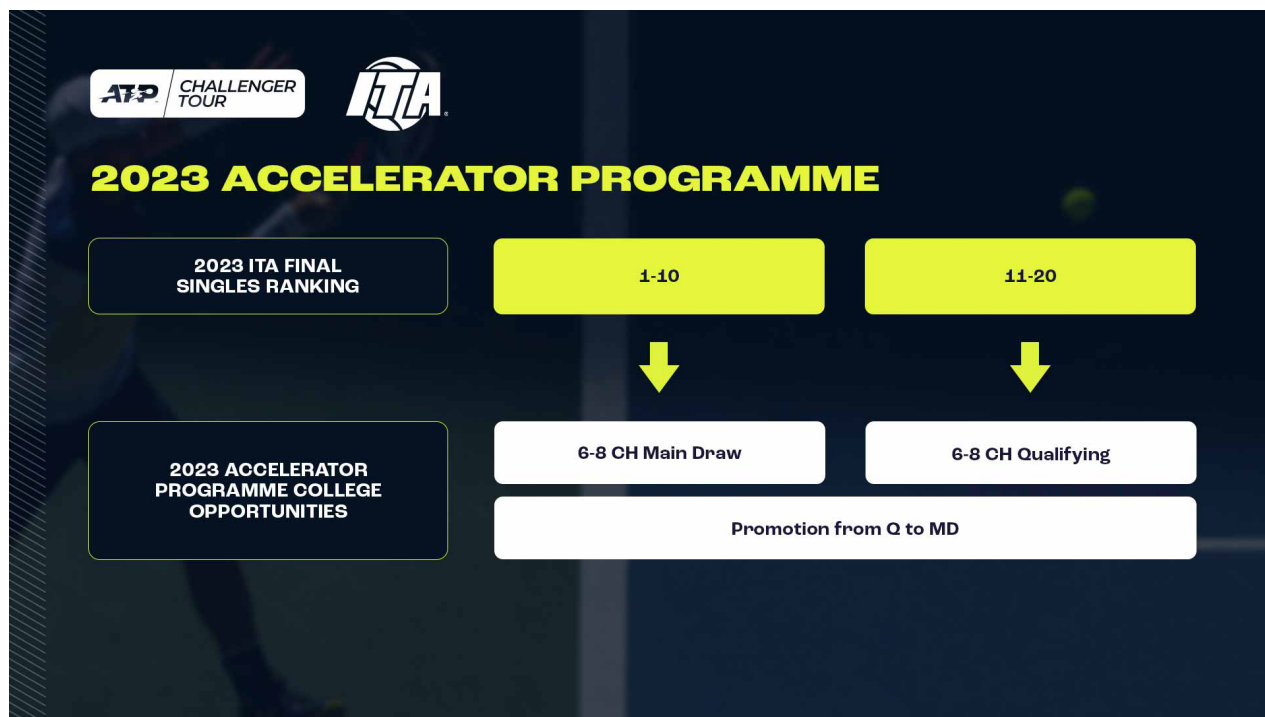 ATP CHALLENGER
TOUR
ITA
2023 ACCELERATOR PROGRAMME
2023 ITA FINAL
SINGLES RANKING
1-10
11-20
2023 ACCELERATOR
PROGRAMME COLLEGE
OPPORTUNITIES
6-8 CH Main Draw
6-8 CH Qualifying
Promotion from Q to MD